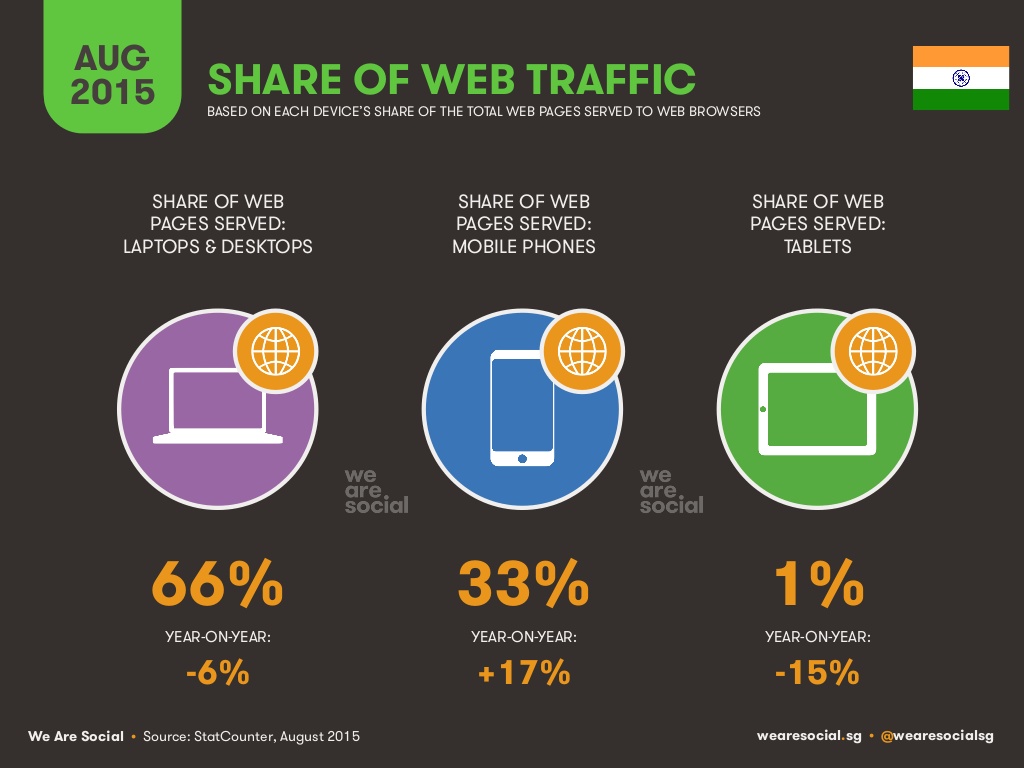 AUG
2015
SHARE OF WEB TRAFFIC
BASED ON EACH DEVICE'S SHARE OF THE TOTAL WEB PAGES SERVED TO WEB BROWSERS
SHARE OF WEB
PAGES SERVED:
LAPTOPS & DESKTOPS
SHARE OF WEB
PAGES SERVED:
MOBILE PHONES
SHARE OF WEB
PAGES SERVED:
TABLETS
we
are
social
we
are
social
66%
YEAR-ON-YEAR:
-6%
33%
YEAR-ON-YEAR:
+17%
1%
YEAR-ON-YEAR:
-15%
We Are Social • Source: StatCounter, August 2015
wearesocial.sg • @wearesocialsg